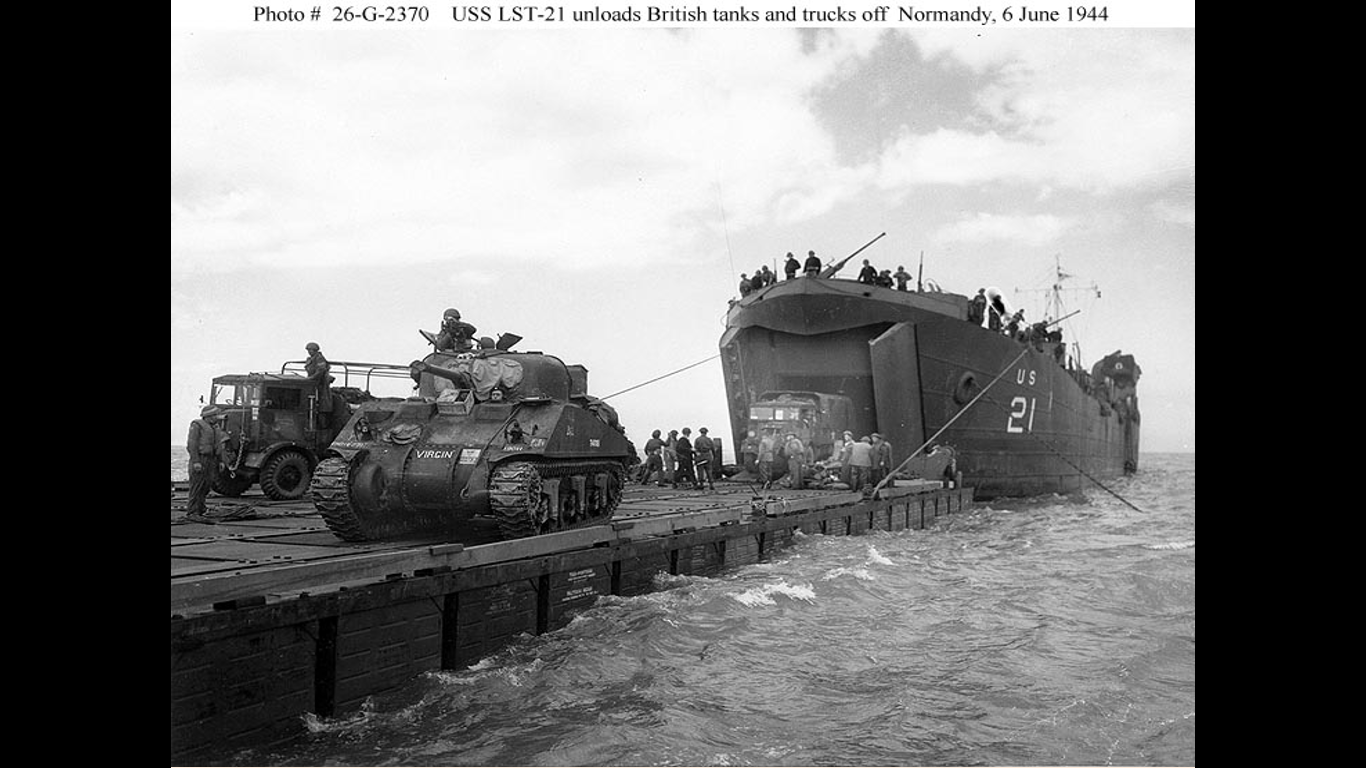 Photo # 26-G-2370 USS LST-21 unloads British tanks and trucks off Normandy, 6 June 1944
US
21
VIRGIN